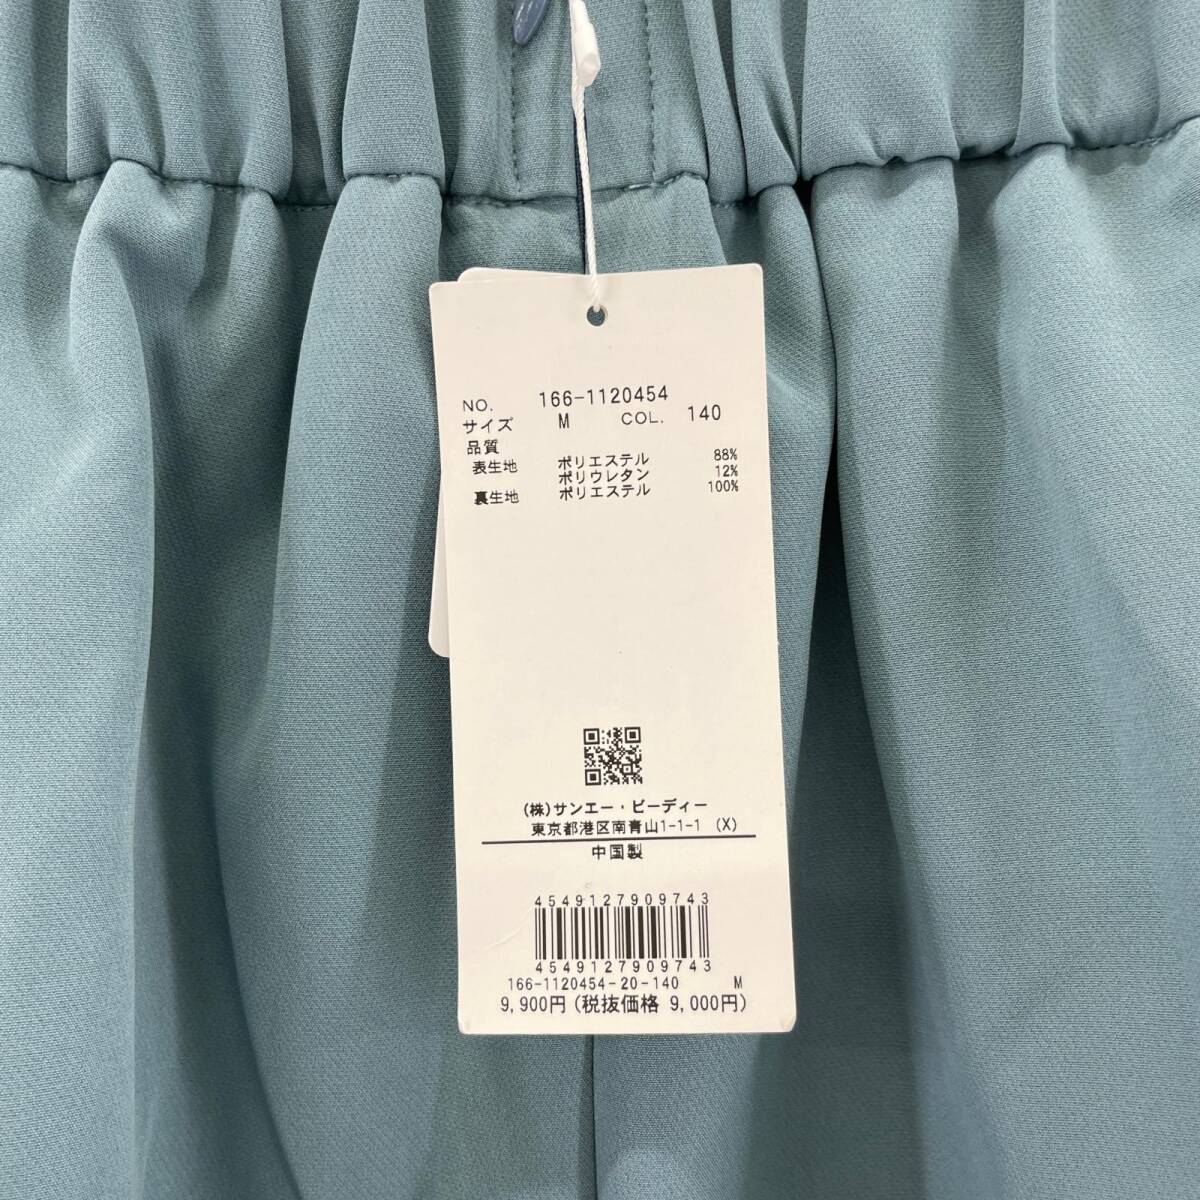 NO. 166-1120454
サイズ M COL. 140
品質
表生地 ポリエステル 88%
ポリウレタン 12%
裏生地 ポリエステル 100%
(株)サンエー・ビーディー
東京都港区南青山1-1-1 (X)
中国製
4549127909743
4549127909743
166-1120454-20-140 M
9,900円(税抜価格 9,000円)